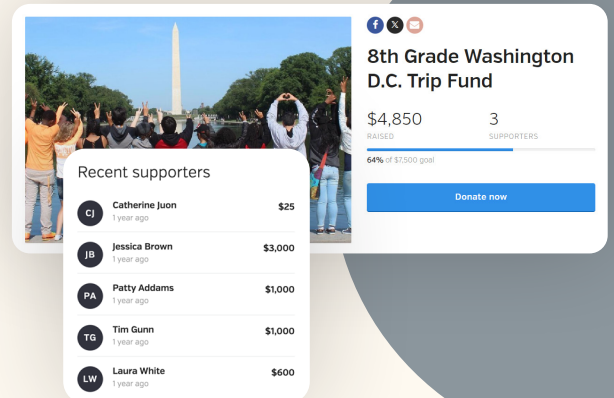 8th Grade Washington
D.C. Trip Fund
$4,850
RAISED
3
SUPPORTERS
64% of $7,500 goal
Donate now
Recent supporters
CJ
Catherine Juon
1 year ago
$25
JB
Jessica Brown
1 year ago
$3,000
PA
Patty Addams
1 year ago
$1,000
TG
Tim Gunn
1 year ago
$1,000
LW
Laura White
1 year ago
$600